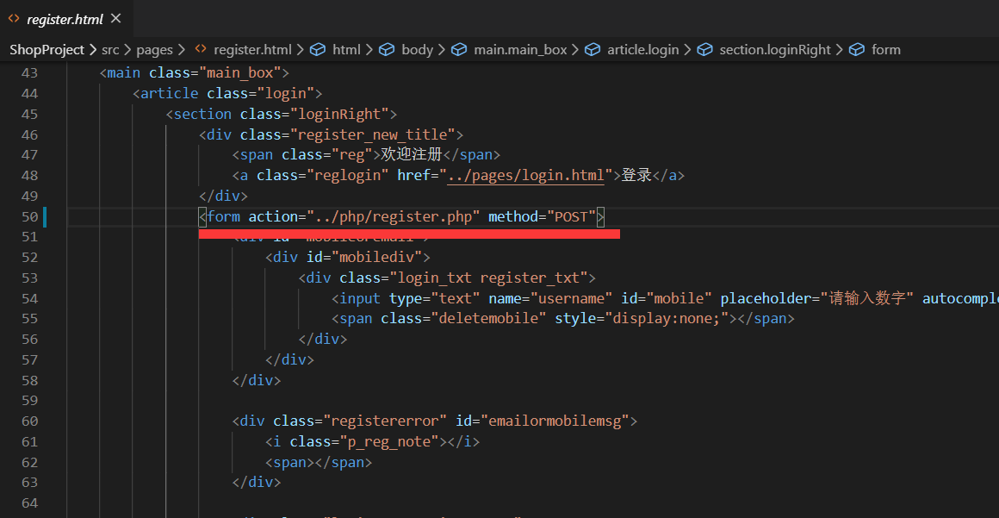 register.html
ShopProject > src > pages > register.html > html > body > main.main_box > article.login > section.loginRight > form
43 <main class="main_box">
44 <article class="login">
45 <section class="loginRight">
46 <div class="register_new_title">
47 <span class="reg">欢迎注册</span>
48 <a class="reglogin" href="../pages/login.html">登录</a>
49 </div>
50 <form action="../php/register.php" method="POST">
51 <div id="mobileoremail">
52 <div id="mobilediv">
53 <div class="login_txt register_txt">
54 <input type="text" name="username" id="mobile" placeholder="请输入数字" autocomple
55 <span class="deletemobile" style="display:none;"></span>
56 </div>
57 </div>
58 </div>
59
60 <div class="registererror" id="emailormobilemsg">
61 <i class="p_reg_note"></i>
62 <span></span>
63 </div>
64